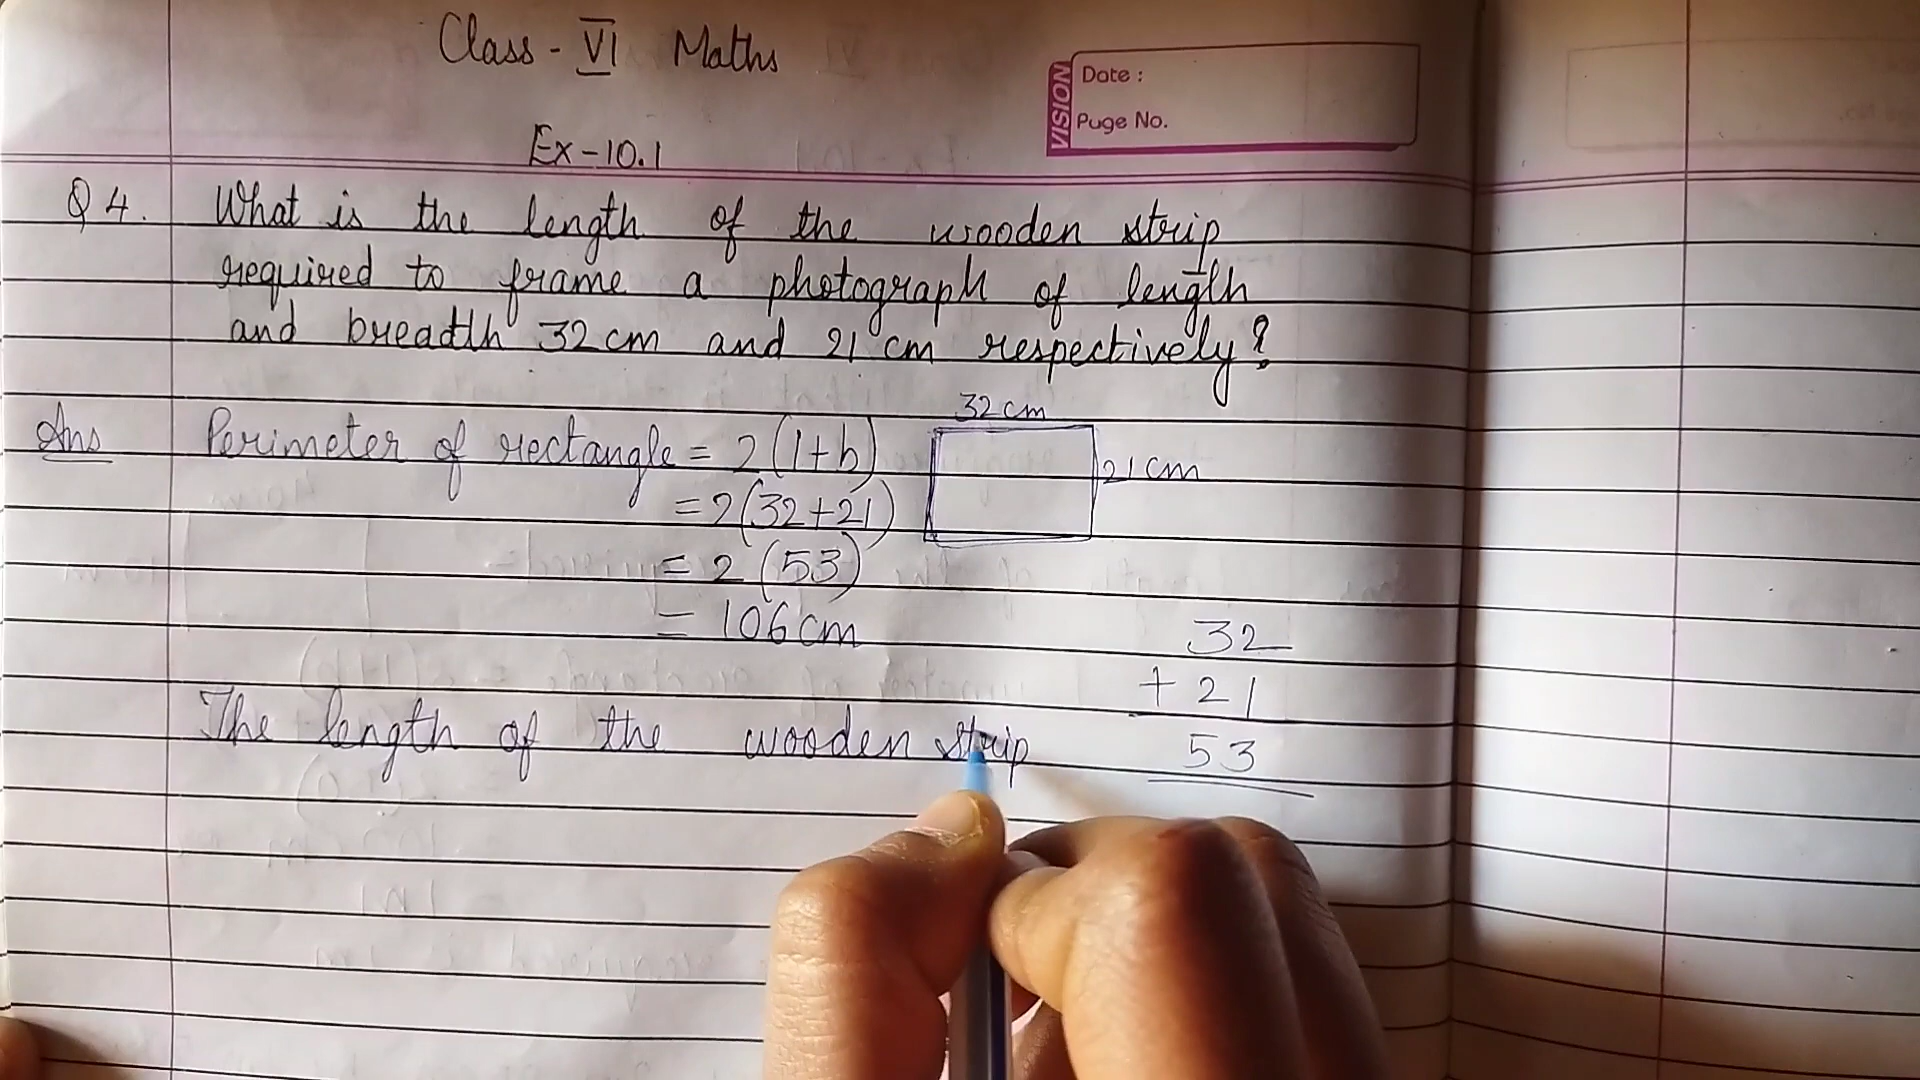 Class - VI Maths
VISION
Date :
Page No.
Ex-10.1
Q 4. What is the length of the wooden strip
required to frame a photograph of length
and breadth 32 cm and 21 cm respectively?
32 cm
Ans Perimeter of rectangle = 2(l+b)
21 cm
= 2(32+21)
= 2(53)
= 106 cm
32
+ 21
53
The length of the wooden strip